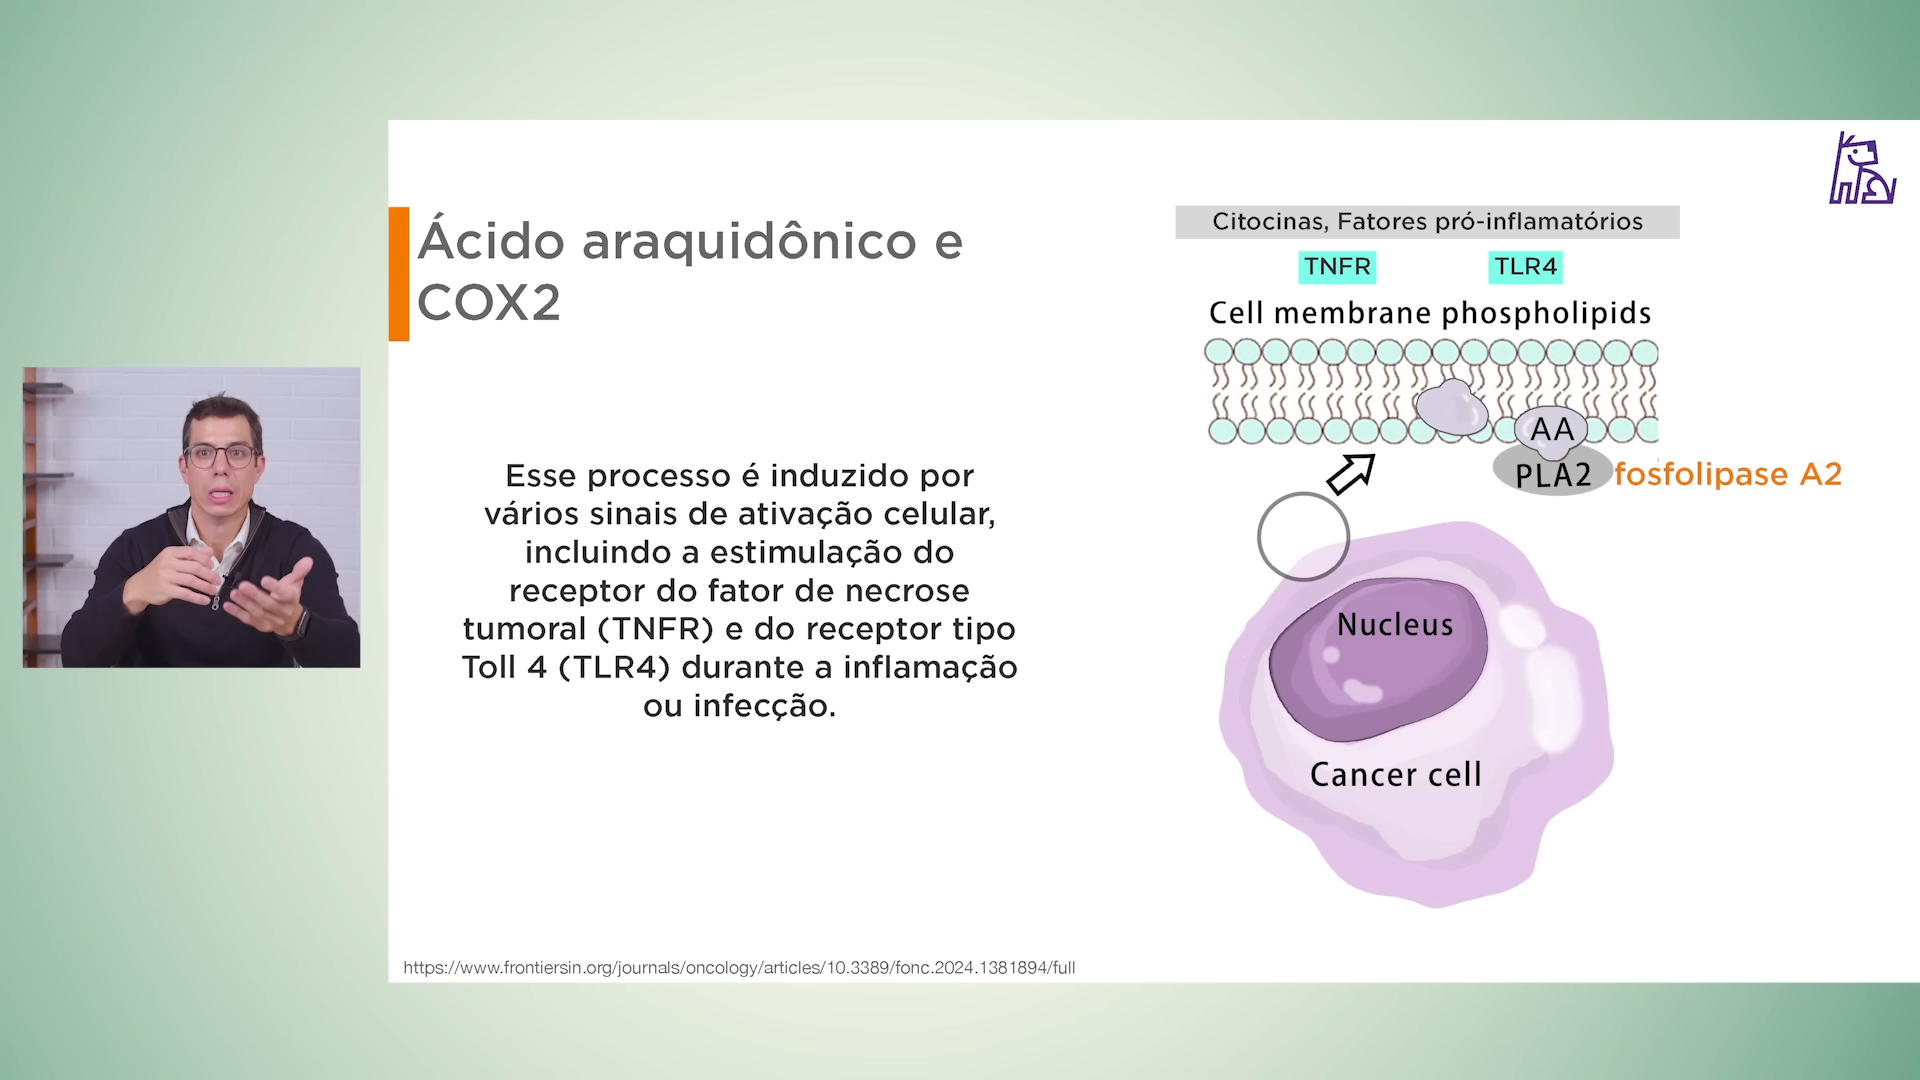 Ácido araquidônico e
COX2
Esse processo é induzido por
vários sinais de ativação celular,
incluindo a estimulação do
receptor do fator de necrose
tumoral (TNFR) e do receptor tipo
Toll 4 (TLR4) durante a inflamação
ou infecção.
Citocinas, Fatores pró-inflamatórios
TNFR TLR4
Cell membrane phospholipids
AA
PLA2 fosfolipase A2
Nucleus
Cancer cell
https://www.frontiersin.org/journals/oncology/articles/10.3389/fonc.2024.1381894/full